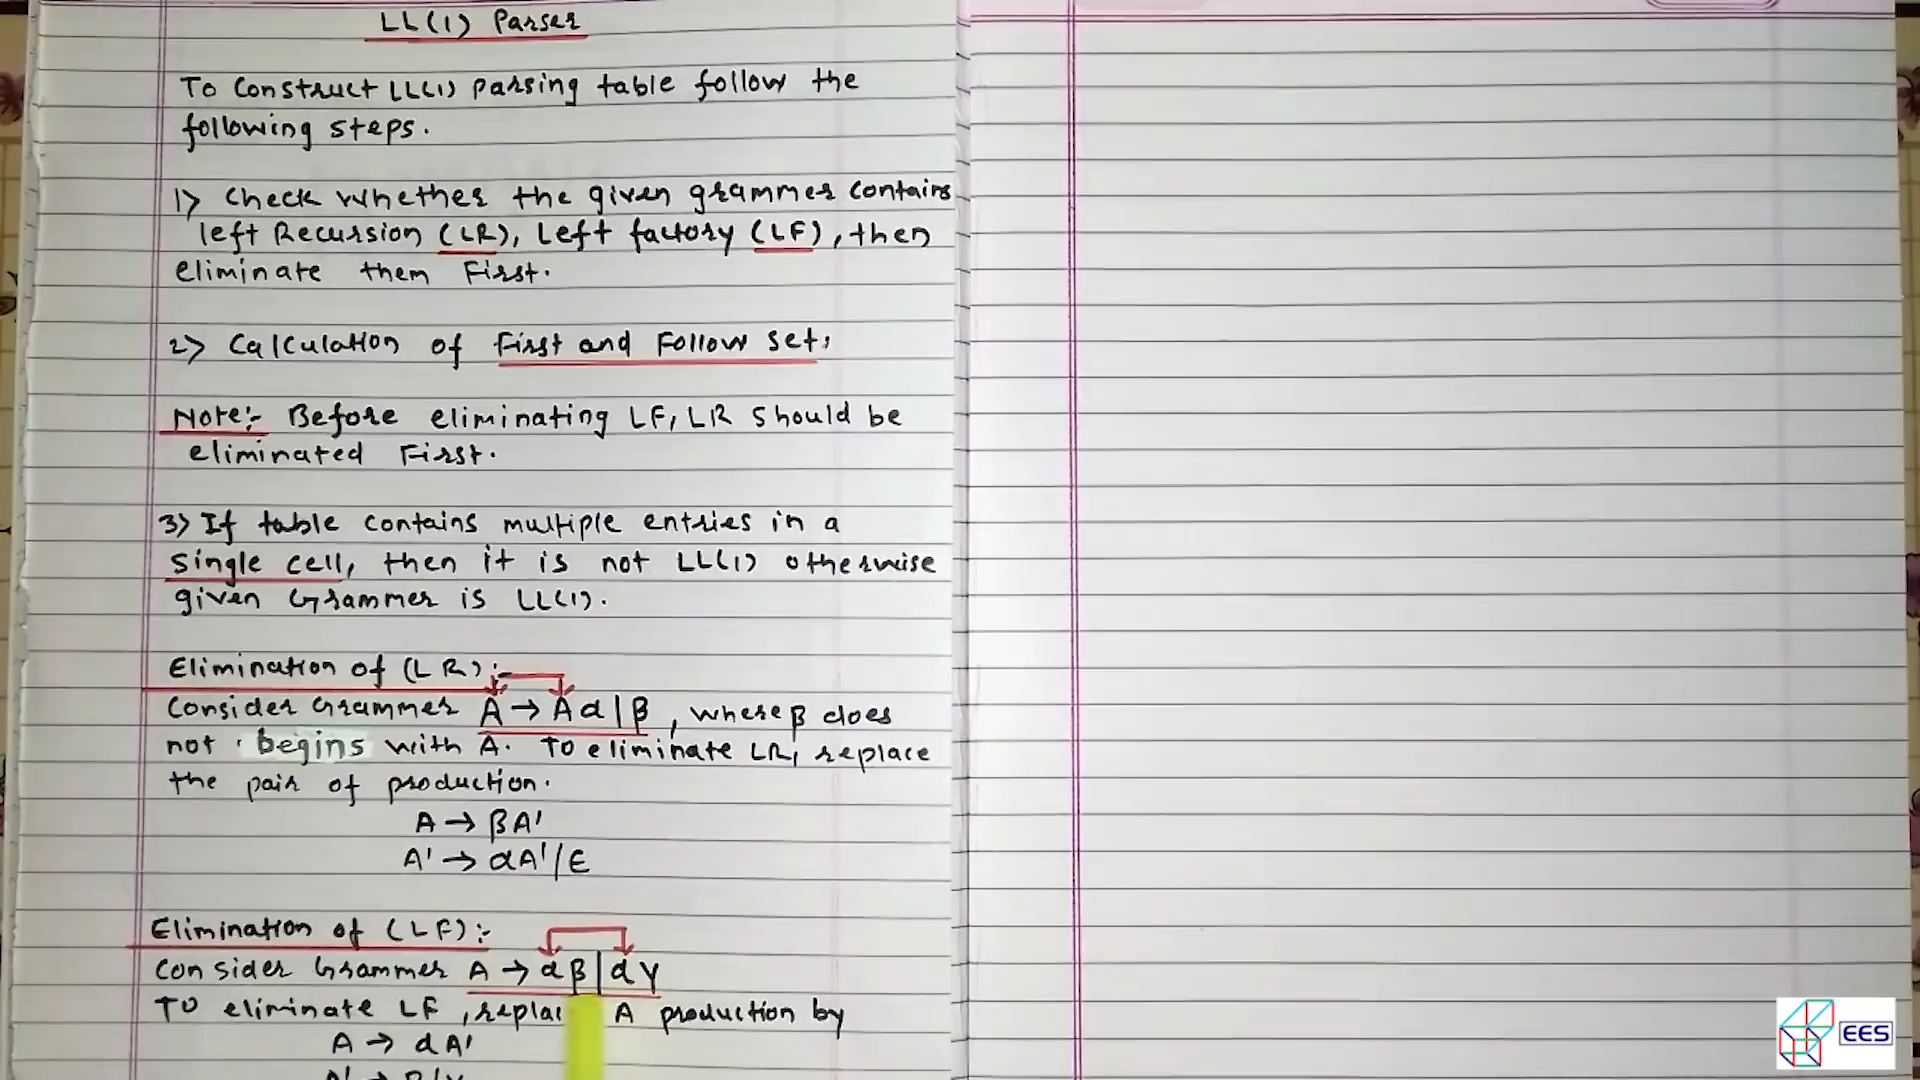 LL(1) Parser
To Construct LL(1) parsing table follow the
following steps.
1) Check whether the given grammer contains
left Recursion (LR), Left factory (LF), then
eliminate them First.
2) Calculation of First and Follow set.
Note:- Before eliminating LF, LR should be
eliminated First.
3) If table contains multiple entries in a
single cell, then it is not LL(1) otherwise
given Grammer is LL(1).
Elimination of (LR):-
Consider Grammer A → Aα | β , where β does
not begins with A. To eliminate LR, replace
the pair of production.
A → βA'
A' → αA'/ϵ
Elimination of (LF):-
Consider Grammer A → αβ | αγ
To eliminate LF , A production by
A → αA'
EES